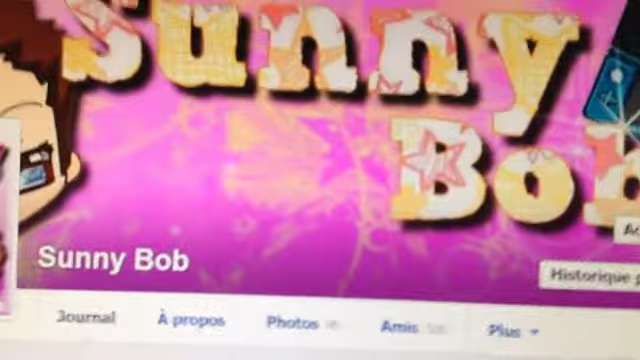 Sunny
Bob
Sunny Bob
Historique
Journal À propos Photos Amis Plus